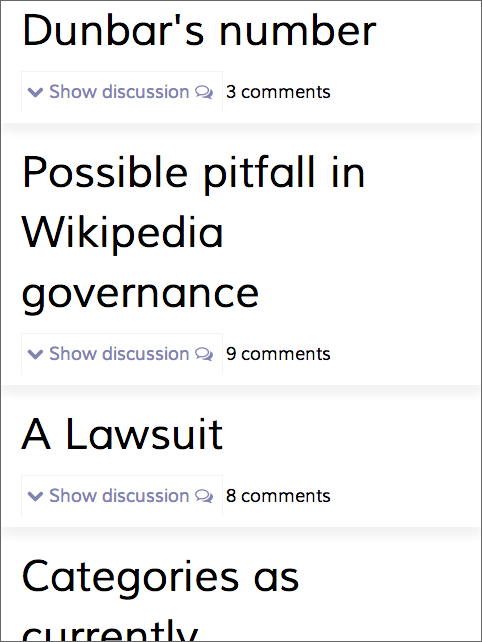 Dunbar's number
Show discussion 3 comments
Possible pitfall in
Wikipedia
governance
Show discussion 9 comments
A Lawsuit
Show discussion 8 comments
Categories as
currently